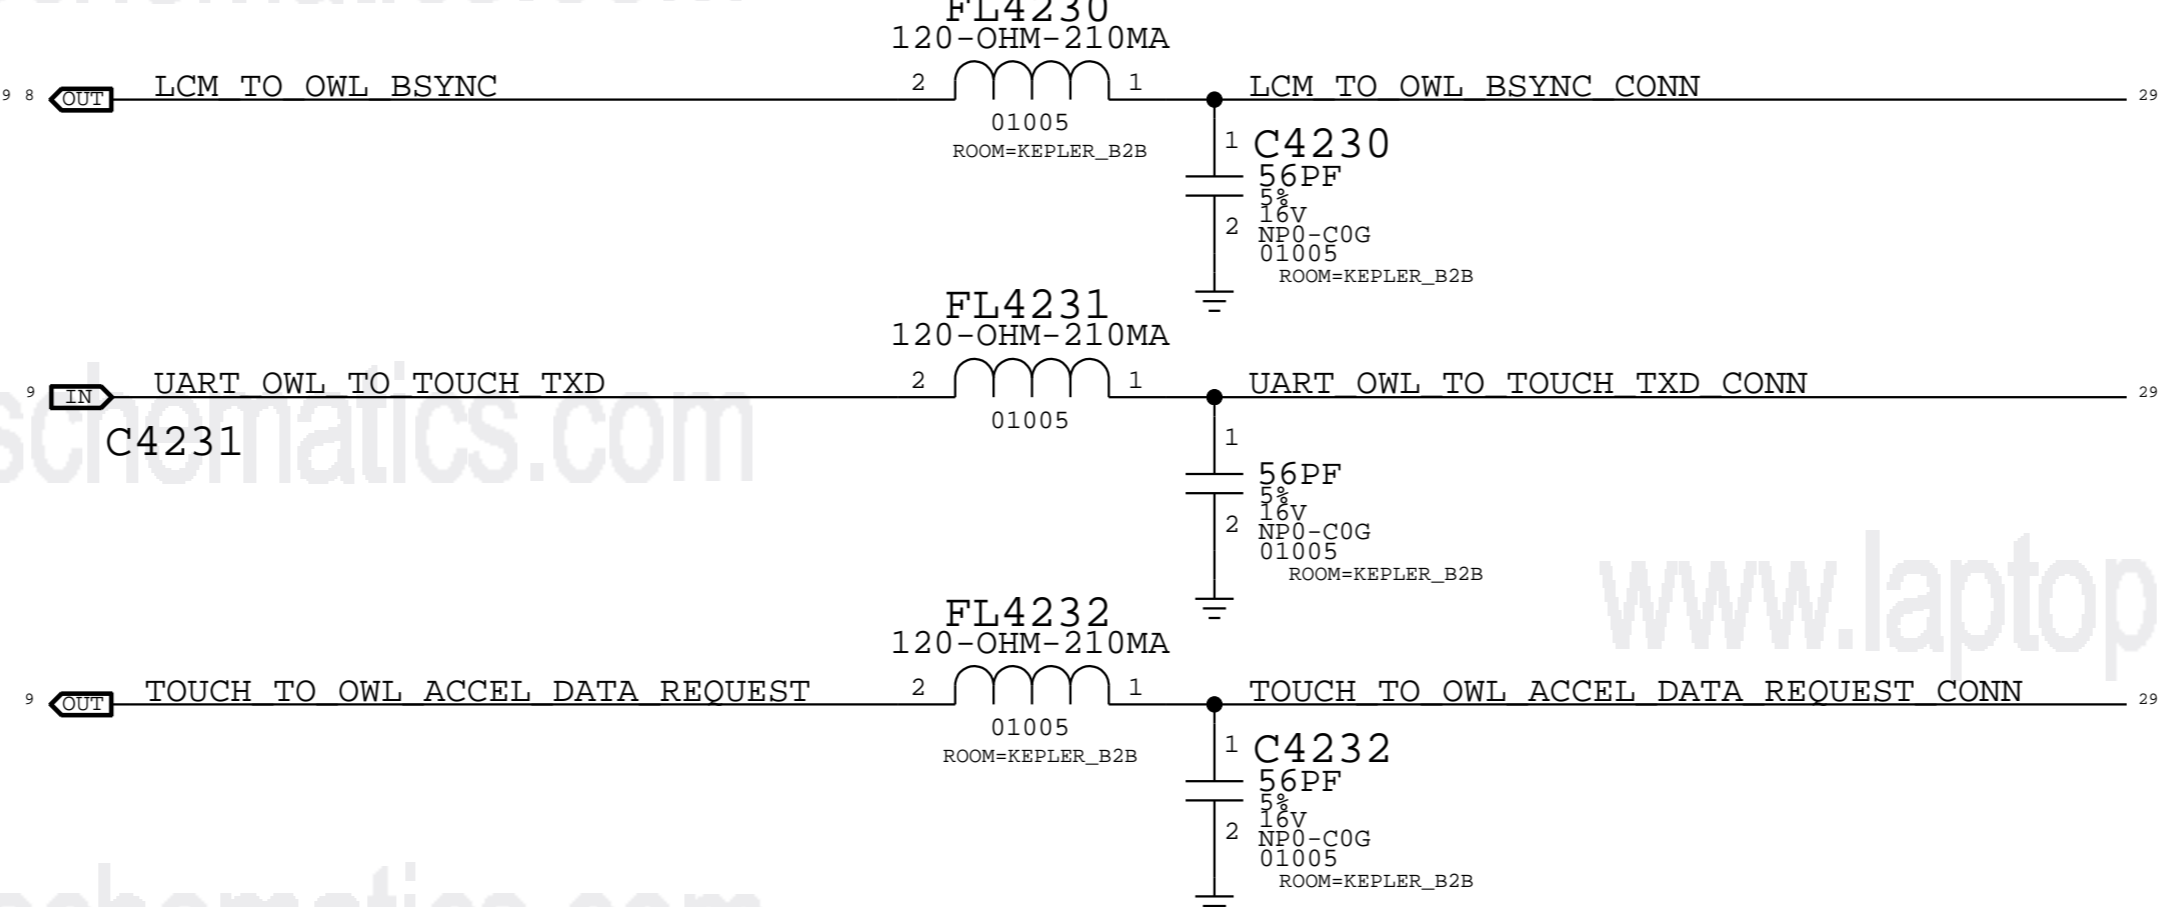 FL4230
120-OHM-210MA
9 8 OUT LCM_TO_OWL_BSYNC 2 1 LCM_TO_OWL_BSYNC_CONN 29
01005
ROOM=KEPLER_B2B
1 C4230
56PF
5%
16V
2 NP0-C0G
01005
ROOM=KEPLER_B2B
FL4231
120-OHM-210MA
9 IN UART_OWL_TO_TOUCH_TXD 2 1 UART_OWL_TO_TOUCH_TXD_CONN 29
01005
C4231
1
56PF
5%
16V
2 NP0-C0G
01005
ROOM=KEPLER_B2B
FL4232
120-OHM-210MA
9 OUT TOUCH_TO_OWL_ACCEL_DATA_REQUEST 2 1 TOUCH_TO_OWL_ACCEL_DATA_REQUEST_CONN 29
01005
ROOM=KEPLER_B2B
1 C4232
56PF
5%
16V
2 NP0-C0G
01005
ROOM=KEPLER_B2B
schematics.com
www.laptop
schematics.com